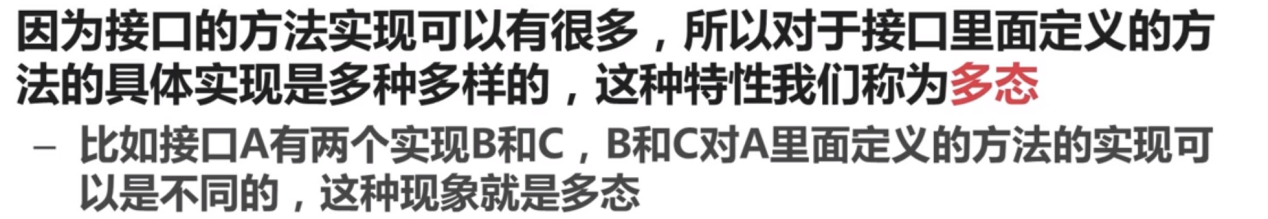 因为接口的方法实现可以有很多，所以对于接口里面定义的方
法的具体实现是多种多样的，这种特性我们称为多态
– 比如接口A有两个实现B和C，B和C对A里面定义的方法的实现可
以是不同的，这种现象就是多态